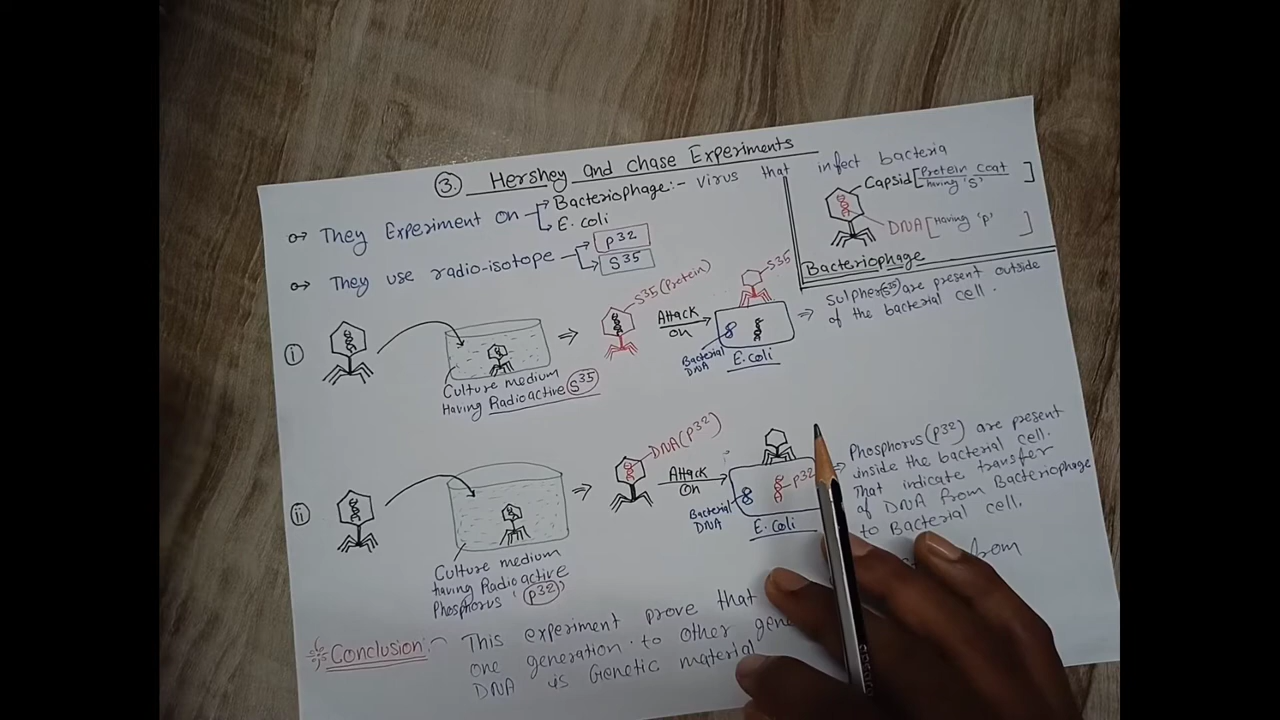 3. Hershey and Chase Experiments
They Experiment on
Bacteriophage:- Virus that infect bacteria
E. coli
They use radio-isotope
p32
S35
Capsid [Protein coat having 'S']
DNA [Having 'p']
Bacteriophage
i
Culture medium
Having Radioactive S35
S35 (Protein)
Attack
on
S35
Bacterial
DNA
E. coli
Sulpher(s35) are present outside
of the bacterial cell.
ii
Culture medium
having Radioactive
Phosphorus (p32)
DNA(p32)
Attack
on
p32
Bacterial
DNA
E. coli
Phosphorus (p32) are present
inside the bacterial cell.
That indicate transfer
of DNA from Bacteriophage
to Bacterial cell.
Conclusion:- This experiment prove that from
one generation to other gene
DNA is Genetic material